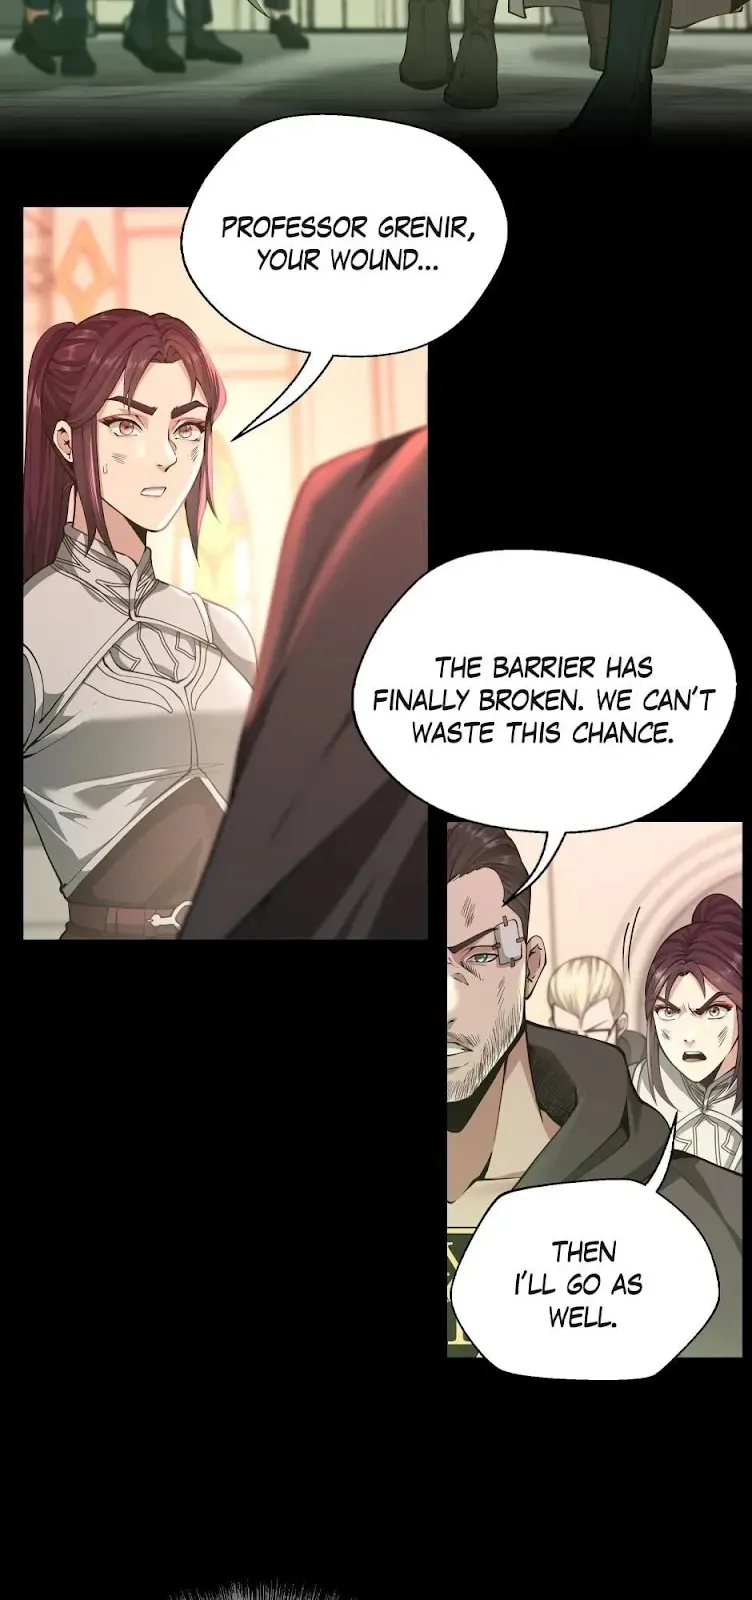 PROFESSOR GRENIR,
YOUR WOUND...
THE BARRIER HAS
FINALLY BROKEN. WE CAN'T
WASTE THIS CHANCE.
THEN
I'LL GO AS
WELL.